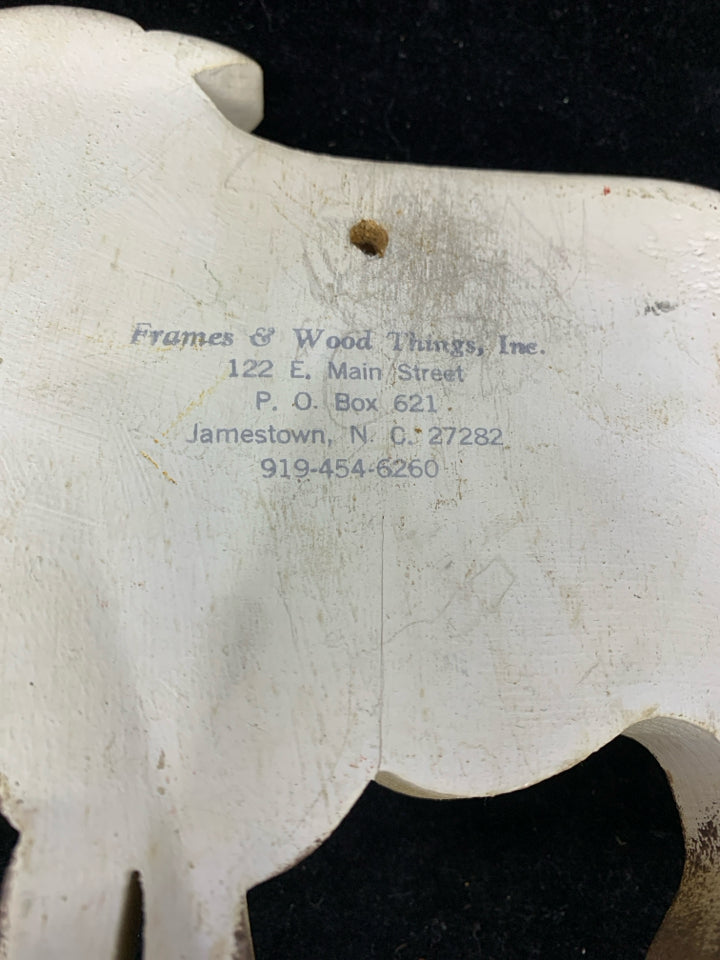 Frames & Wood Things, Inc.
122 E. Main Street
P. O. Box 621
Jamestown, N. C. 27282
919-454-6260